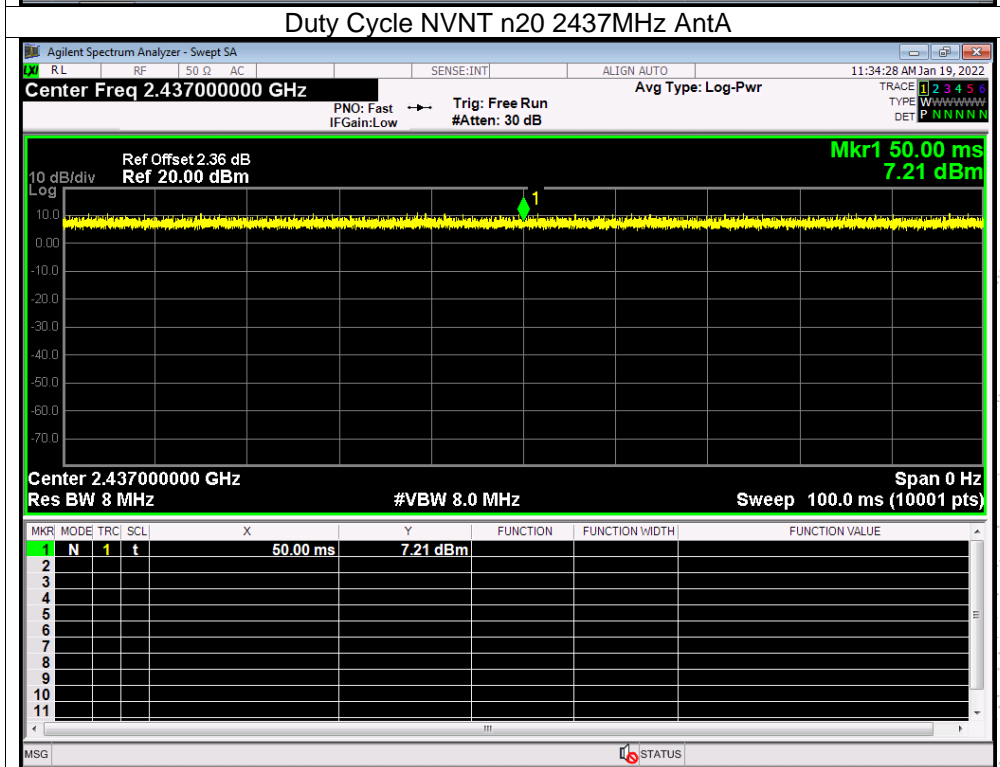 Duty Cycle NVNT n20 2437MHz AntA
Agilent Spectrum Analyzer - Swept SA
LXI RL RF 50 Ω AC SENSE:INT ALIGN AUTO 11:34:28 AM Jan 19, 2022
Center Freq 2.437000000 GHz Avg Type: Log-Pwr TRACE 1 2 3 4 5 6
PNO: Fast Trig: Free Run TYPE WWWWWW
IFGain:Low #Atten: 30 dB DET P N N N N N
Mkr1 50.00 ms
Ref Offset 2.36 dB
10 dB/div Ref 20.00 dBm 7.21 dBm
Log
1
10.0
0.00
-10.0
-20.0
-30.0
-40.0
-50.0
-60.0
-70.0
Center 2.437000000 GHz Span 0 Hz
Res BW 8 MHz #VBW 8.0 MHz Sweep 100.0 ms (10001 pts)
MKR MODE TRC SCL X Y FUNCTION FUNCTION WIDTH FUNCTION VALUE
1 N 1 t 50.00 ms 7.21 dBm
2
3
4
5
6
7
8
9
10
11
MSG STATUS